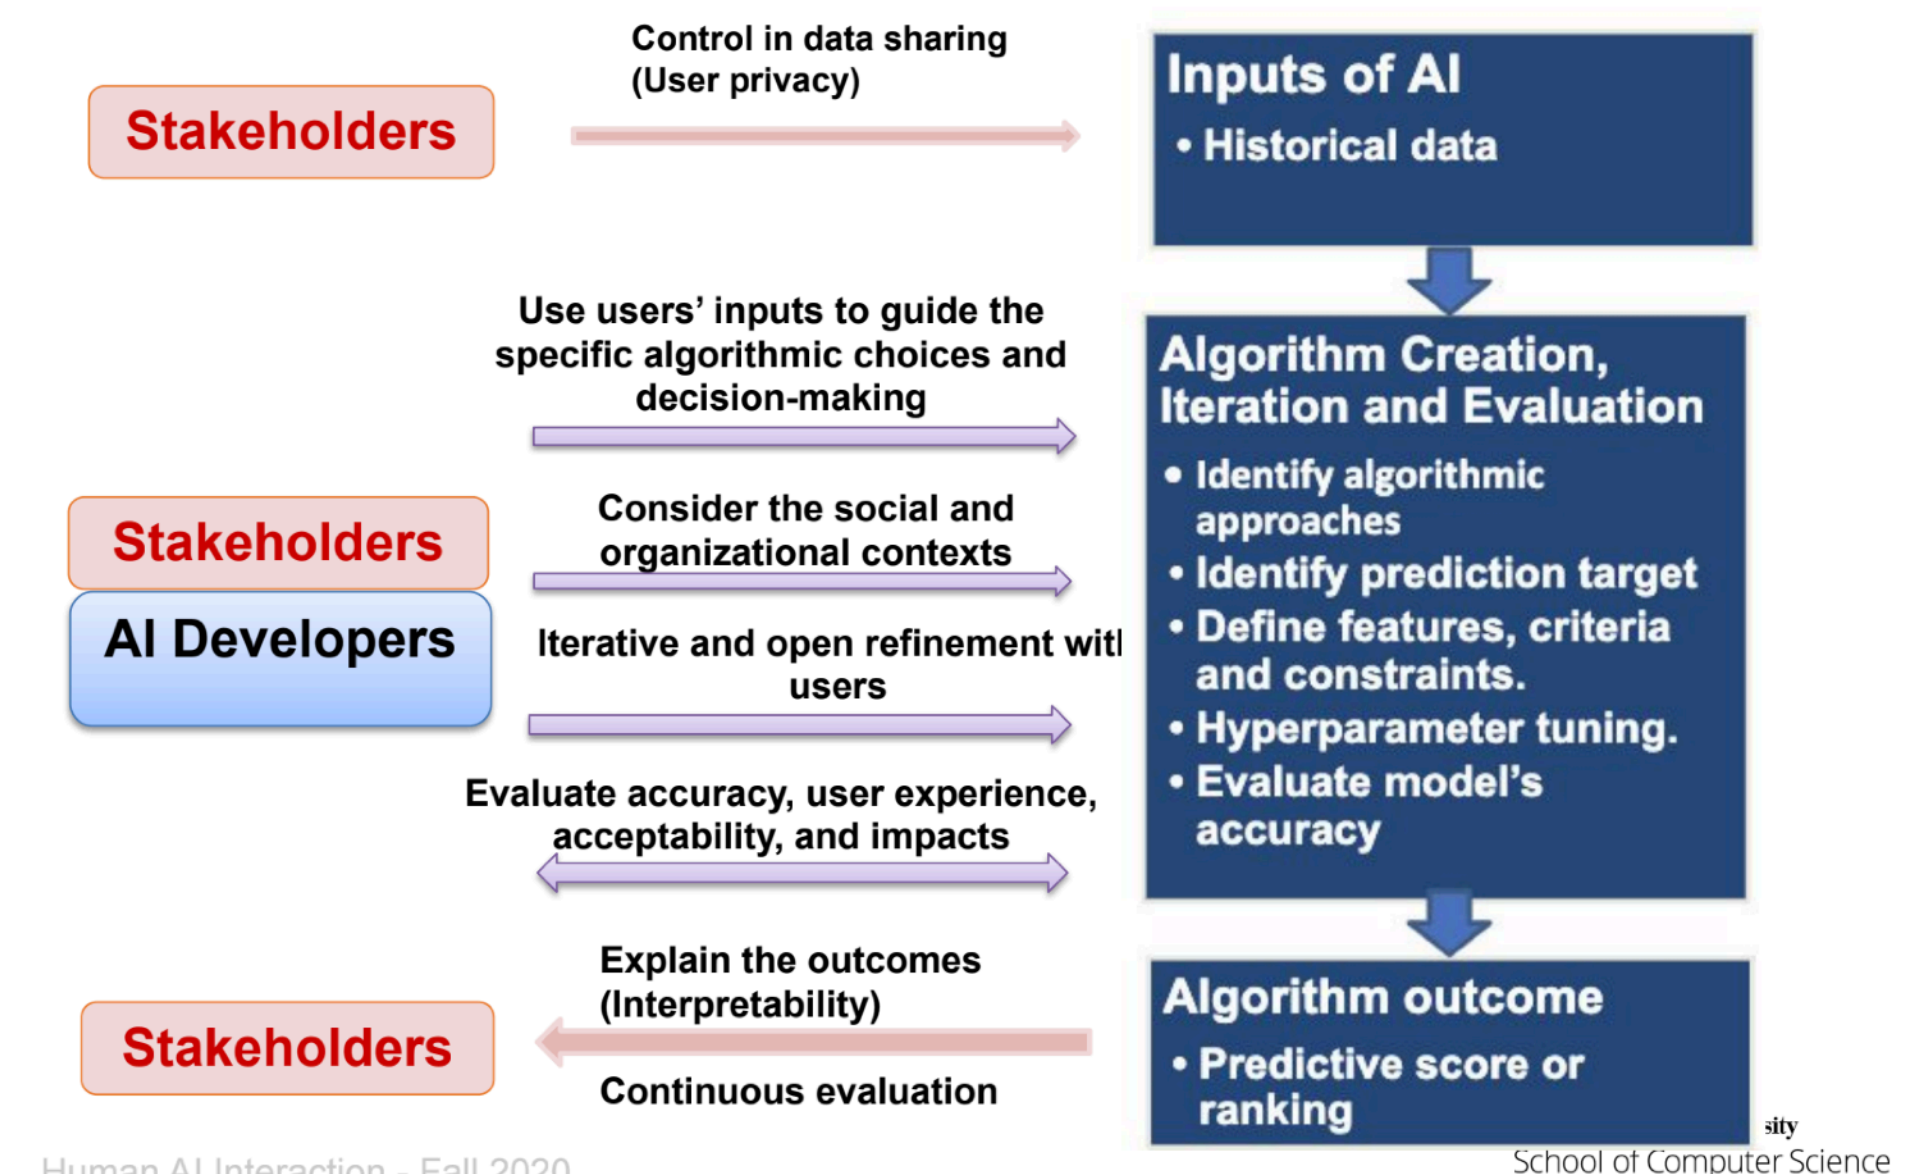 Control in data sharing
(User privacy)
Stakeholders
Inputs of AI
• Historical data
Use users’ inputs to guide the
specific algorithmic choices and
decision-making
Consider the social and
organizational contexts
Stakeholders
AI Developers
Iterative and open refinement with
users
Evaluate accuracy, user experience,
acceptability, and impacts
Algorithm Creation,
Iteration and Evaluation
• Identify algorithmic
approaches
• Identify prediction target
• Define features, criteria
and constraints.
• Hyperparameter tuning.
• Evaluate model’s
accuracy
Explain the outcomes
(Interpretability)
Stakeholders
Continuous evaluation
Algorithm outcome
• Predictive score or
ranking
sity
School of Computer Science
Human AI Interaction - Fall 2020